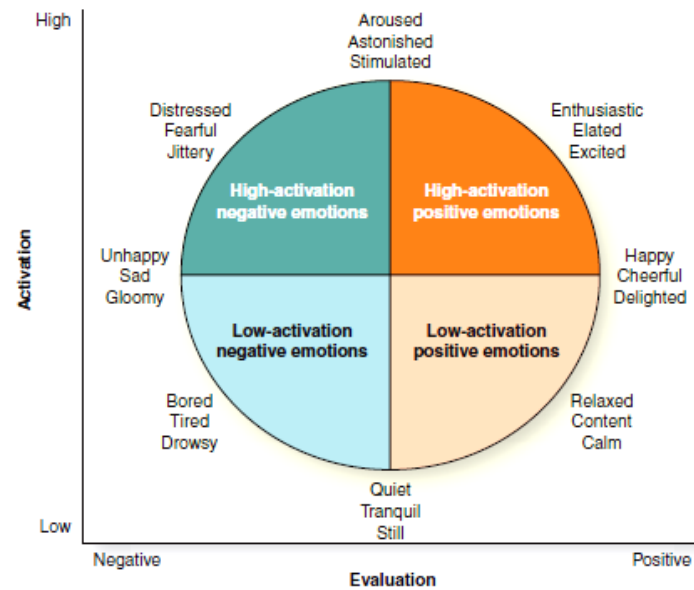 High
Aroused
Astonished
Stimulated
Distressed
Fearful
Jittery
Enthusiastic
Elated
Excited
High-activation
negative emotions
High-activation
positive emotions
Activation
Unhappy
Sad
Gloomy
Happy
Cheerful
Delighted
Low-activation
negative emotions
Low-activation
positive emotions
Bored
Tired
Drowsy
Relaxed
Content
Calm
Quiet
Tranquil
Still
Low
Negative
Positive
Evaluation